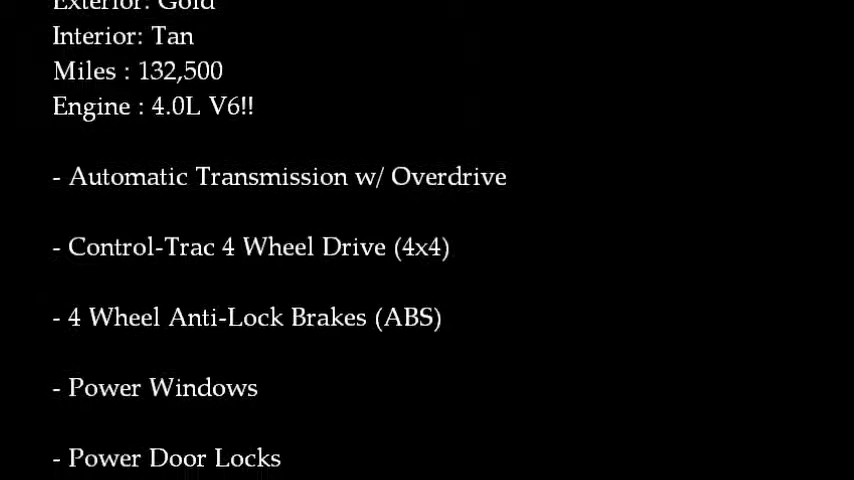 Exterior: Gold
Interior: Tan
Miles : 132,500
Engine : 4.0L V6!!
- Automatic Transmission w/ Overdrive
- Control-Trac 4 Wheel Drive (4x4)
- 4 Wheel Anti-Lock Brakes (ABS)
- Power Windows
- Power Door Locks